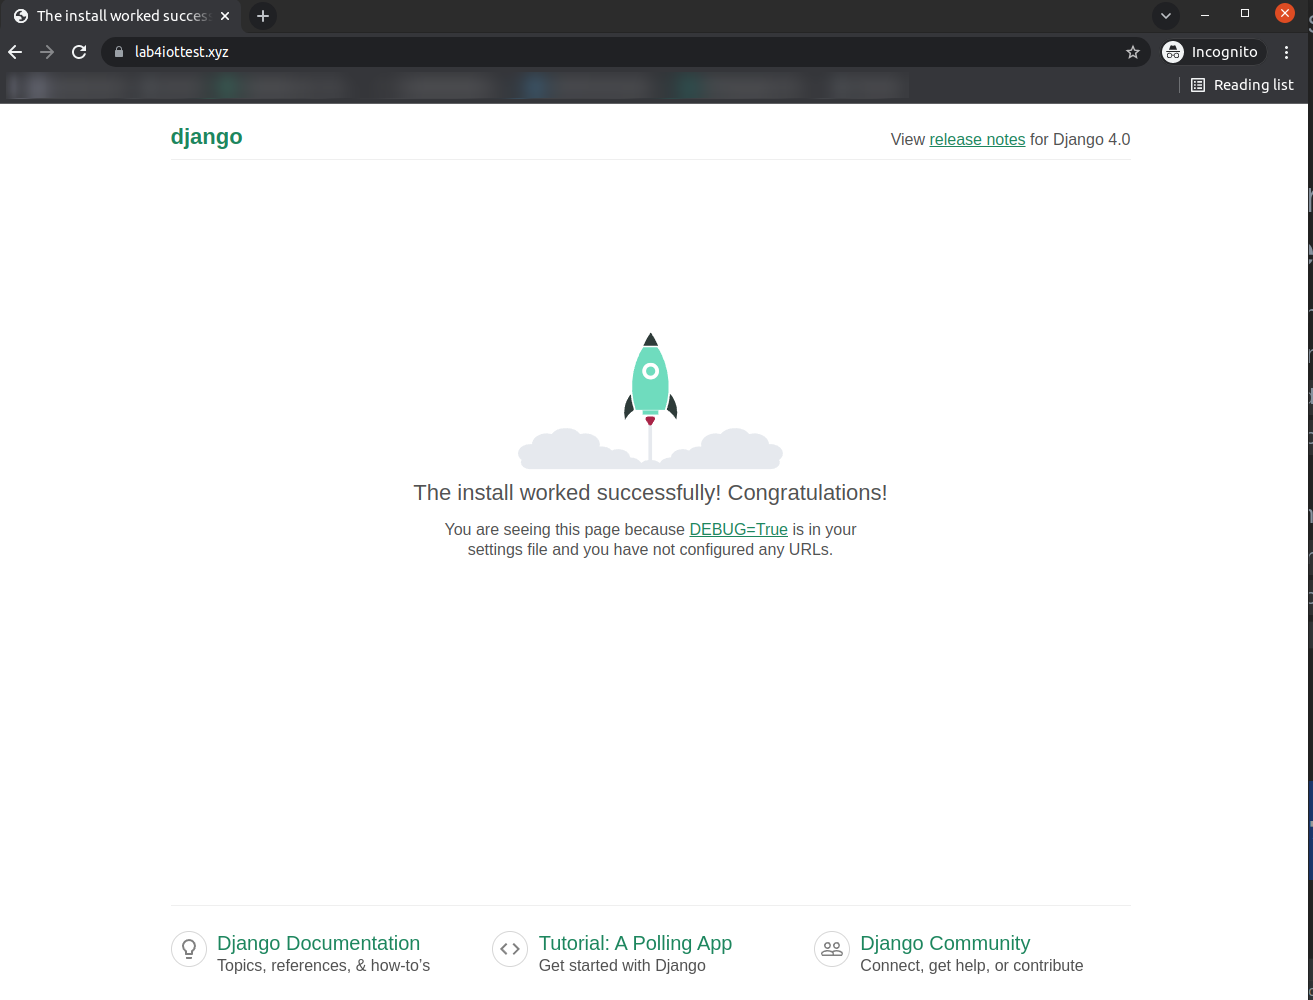 The install worked succes
lab4iottest.xyz
Incognito
Reading list
django
View release notes for Django 4.0
The install worked successfully! Congratulations!
You are seeing this page because DEBUG=True is in your
settings file and you have not configured any URLs.
Django Documentation
Topics, references, & how-to’s
Tutorial: A Polling App
Get started with Django
Django Community
Connect, get help, or contribute